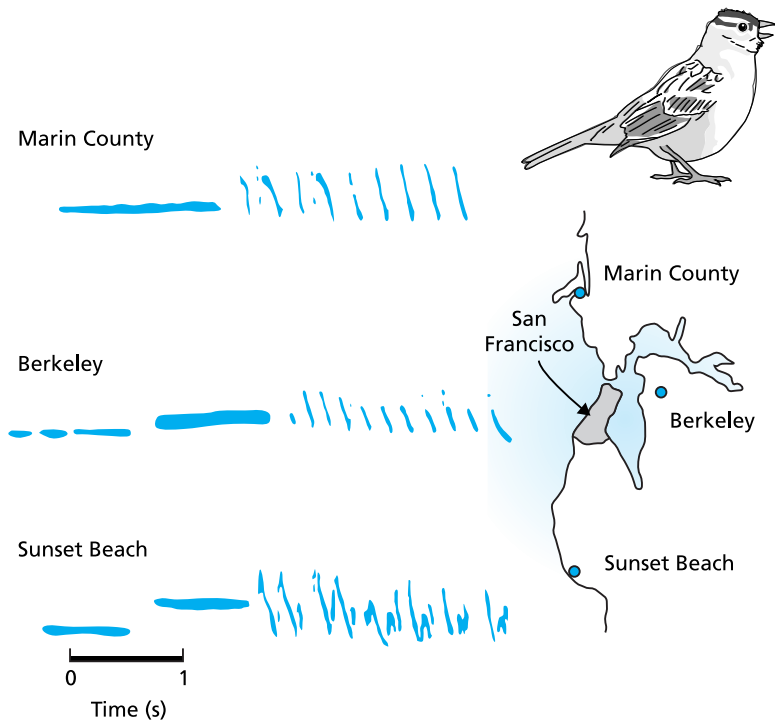 Marin County
Berkeley
Sunset Beach
0 1
Time (s)
Marin County
San
Francisco
Berkeley
Sunset Beach